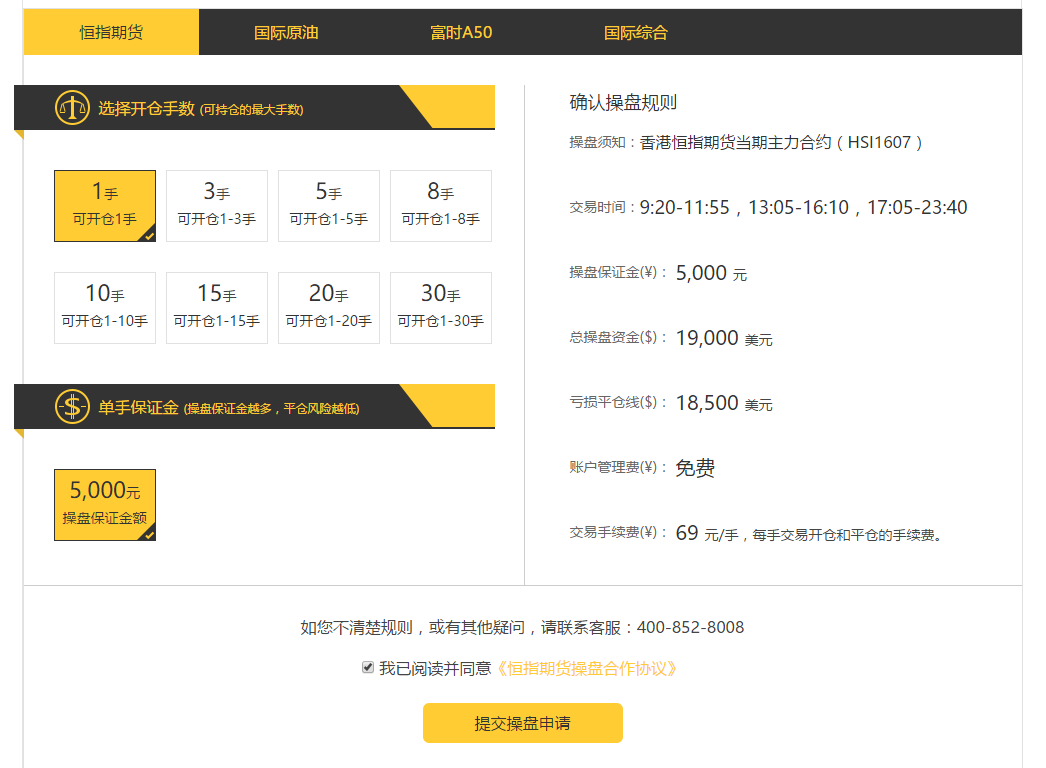 恒指期货 国际原油 富时A50 国际综合
选择开仓手数 (可持仓的最大手数)
1手 3手 5手 8手
可开仓1手 可开仓1-3手 可开仓1-5手 可开仓1-8手
10手 15手 20手 30手
可开仓1-10手 可开仓1-15手 可开仓1-20手 可开仓1-30手
单手保证金 (操盘保证金越多，平仓风险越低)
5,000元
操盘保证金额
确认操盘规则
操盘须知：香港恒指期货当期主力合约（HSI1607）
交易时间：9:20-11:55，13:05-16:10，17:05-23:40
操盘保证金(¥)： 5,000 元
总操盘资金($)： 19,000 美元
亏损平仓线($)： 18,500 美元
账户管理费(¥)： 免费
交易手续费(¥)： 69 元/手，每手交易开仓和平仓的手续费。
如您不清楚规则，或有其他疑问，请联系客服：400-852-8008
我已阅读并同意《恒指期货操盘合作协议》
提交操盘申请